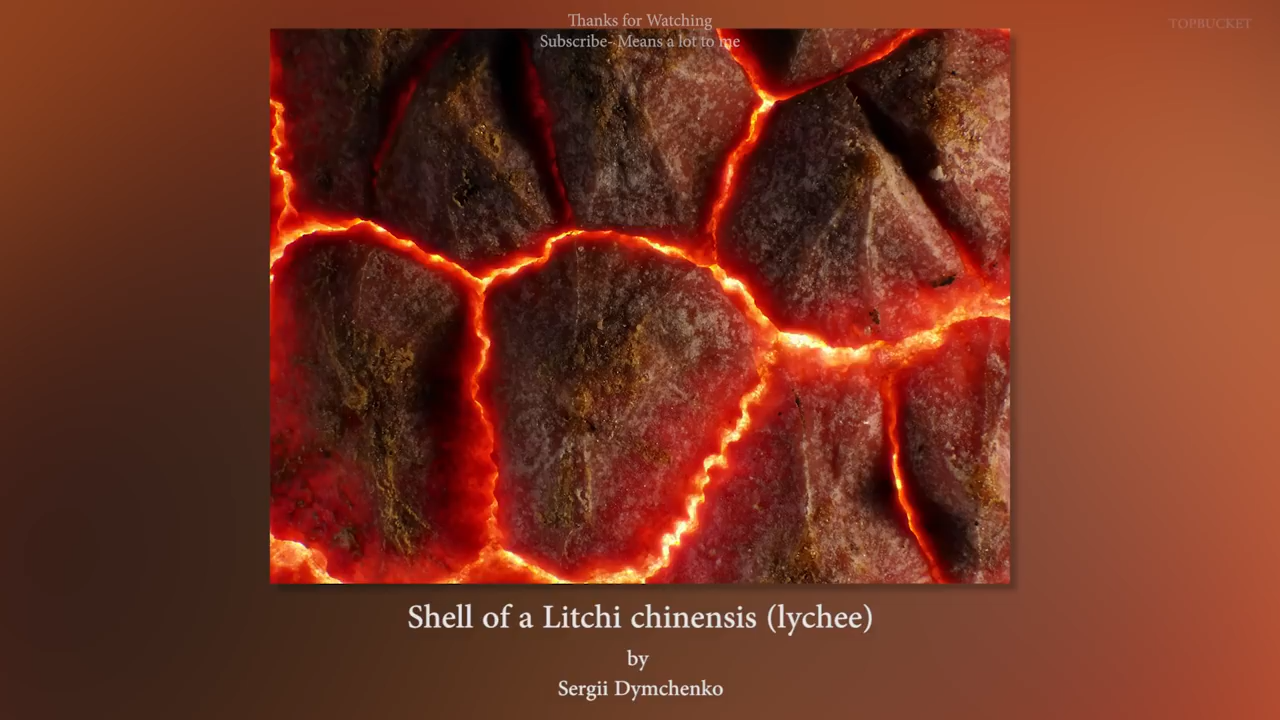 Thanks for Watching
Subscribe- Means a lot to me
TOPBUCKET
Shell of a Litchi chinensis (lychee)
by
Sergii Dymchenko